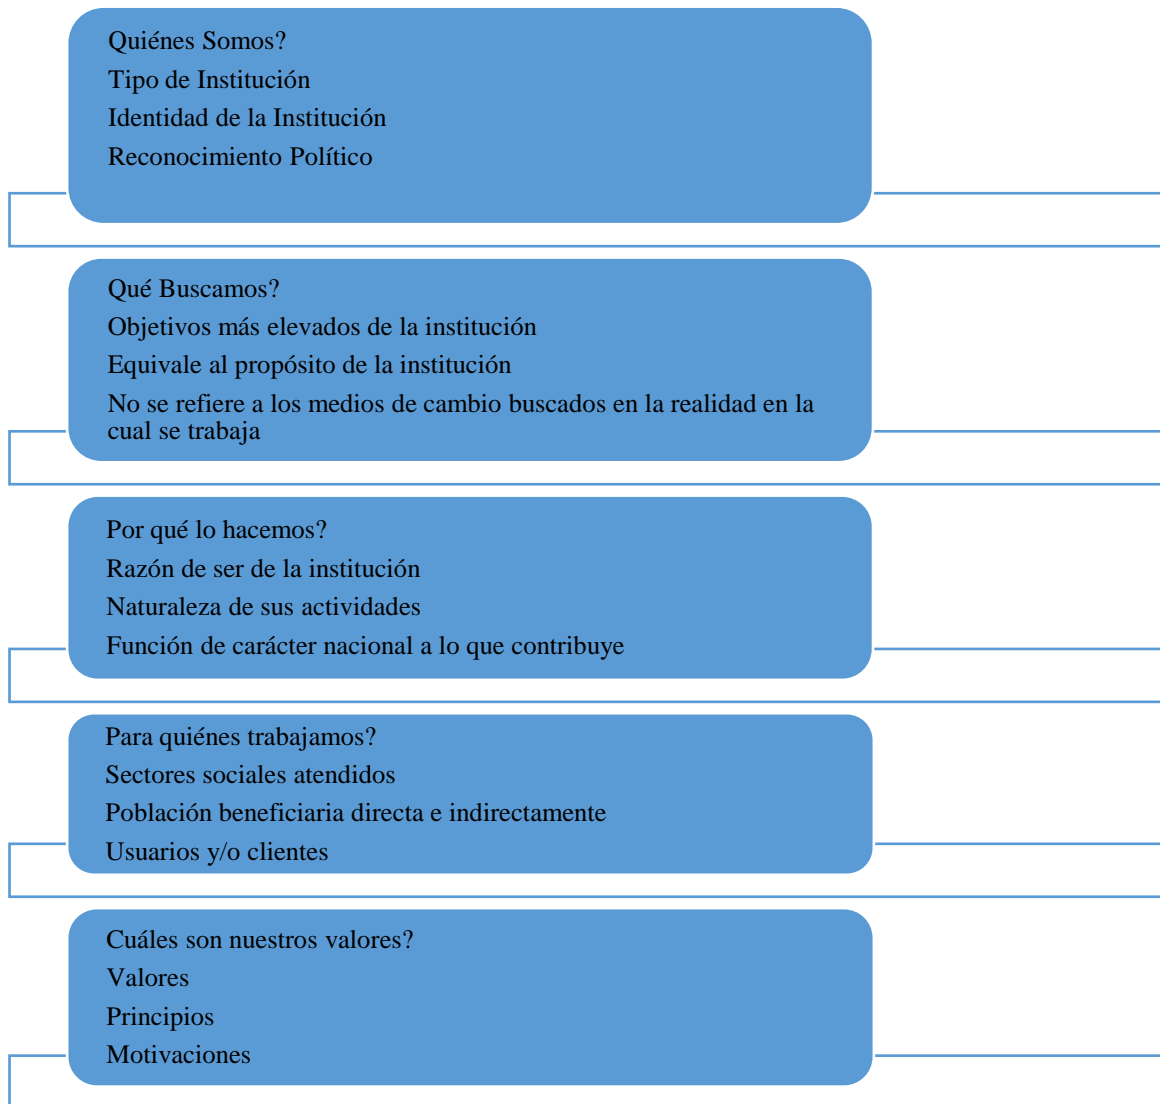 Quiénes Somos?
Tipo de Institución
Identidad de la Institución
Reconocimiento Político
Qué Buscamos?
Objetivos más elevados de la institución
Equivale al propósito de la institución
No se refiere a los medios de cambio buscados en la realidad en la
cual se trabaja
Por qué lo hacemos?
Razón de ser de la institución
Naturaleza de sus actividades
Función de carácter nacional a lo que contribuye
Para quiénes trabajamos?
Sectores sociales atendidos
Población beneficiaria directa e indirectamente
Usuarios y/o clientes
Cuáles son nuestros valores?
Valores
Principios
Motivaciones